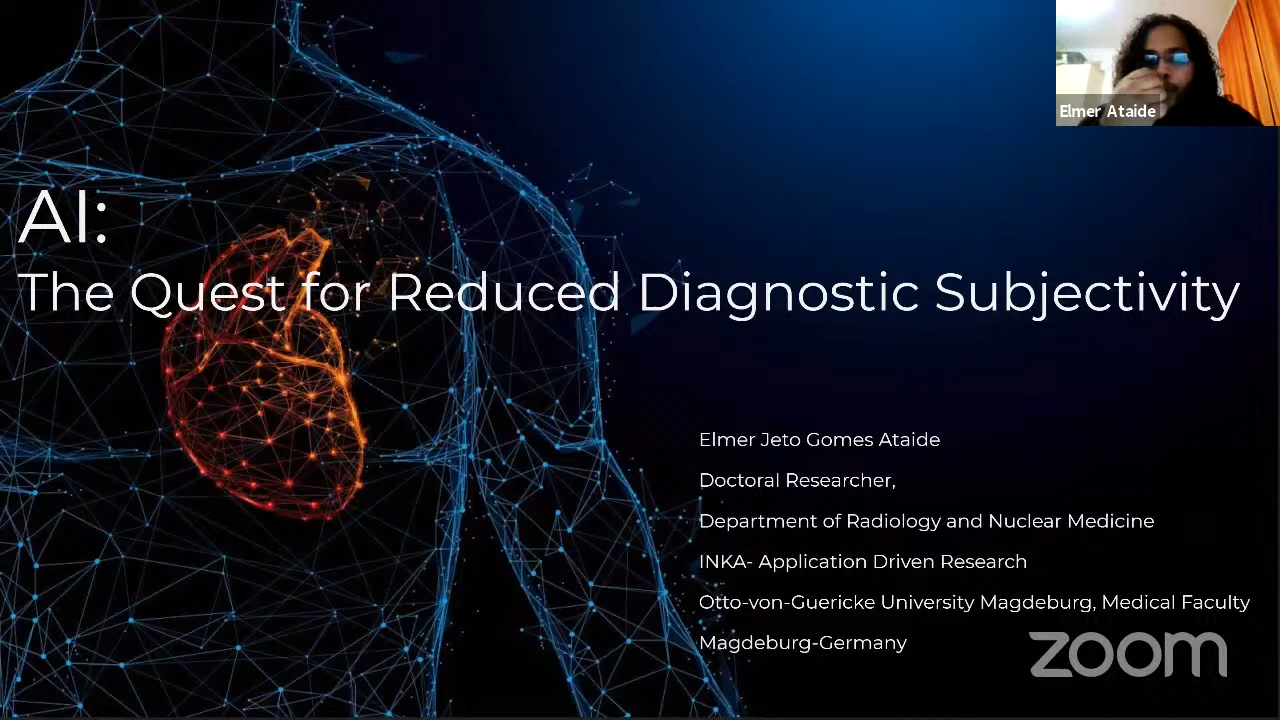 Elmer Ataide
AI:
The Quest for Reduced Diagnostic Subjectivity
Elmer Jeto Gomes Ataide
Doctoral Researcher,
Department of Radiology and Nuclear Medicine
INKA- Application Driven Research
Otto-von-Guericke University Magdeburg, Medical Faculty
Magdeburg-Germany
zoom